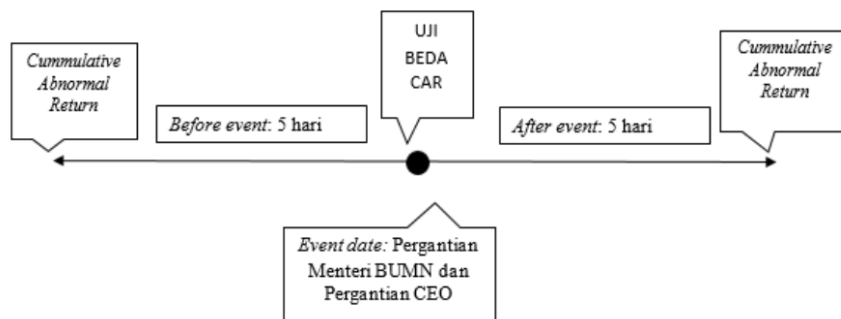 Cummulative
Abnormal
Return
Before event: 5 hari
UJI
BEDA
CAR
After event: 5 hari
Cummulative
Abnormal
Return
Event date: Pergantian
Menteri BUMN dan
Pergantian CEO